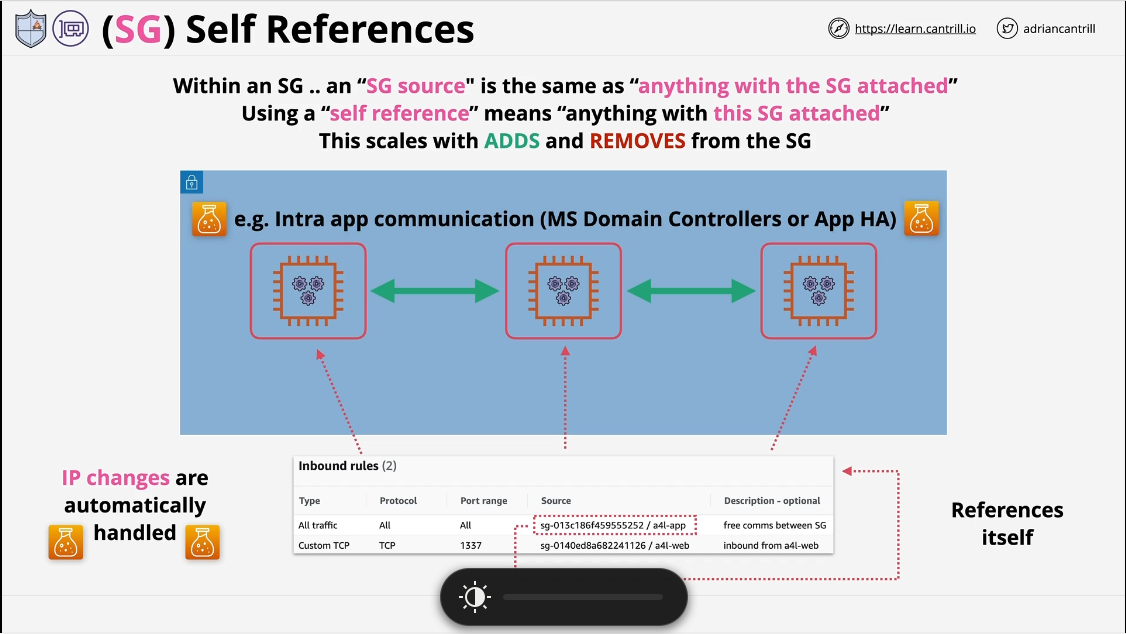 (SG) Self References
https://learn.cantrill.io
adriancantrill
Within an SG .. an “SG source" is the same as “anything with the SG attached”
Using a “self reference” means “anything with this SG attached”
This scales with ADDS and REMOVES from the SG
e.g. Intra app communication (MS Domain Controllers or App HA)
IP changes are
automatically
handled
Inbound rules (2)
Type Protocol Port range Source Description - optional
All traffic All All sg-013c186f459555252 / a4l-app free comms between SG
Custom TCP TCP 1337 sg-0140ed8a682241126 / a4l-web inbound from a4l-web
References
itself